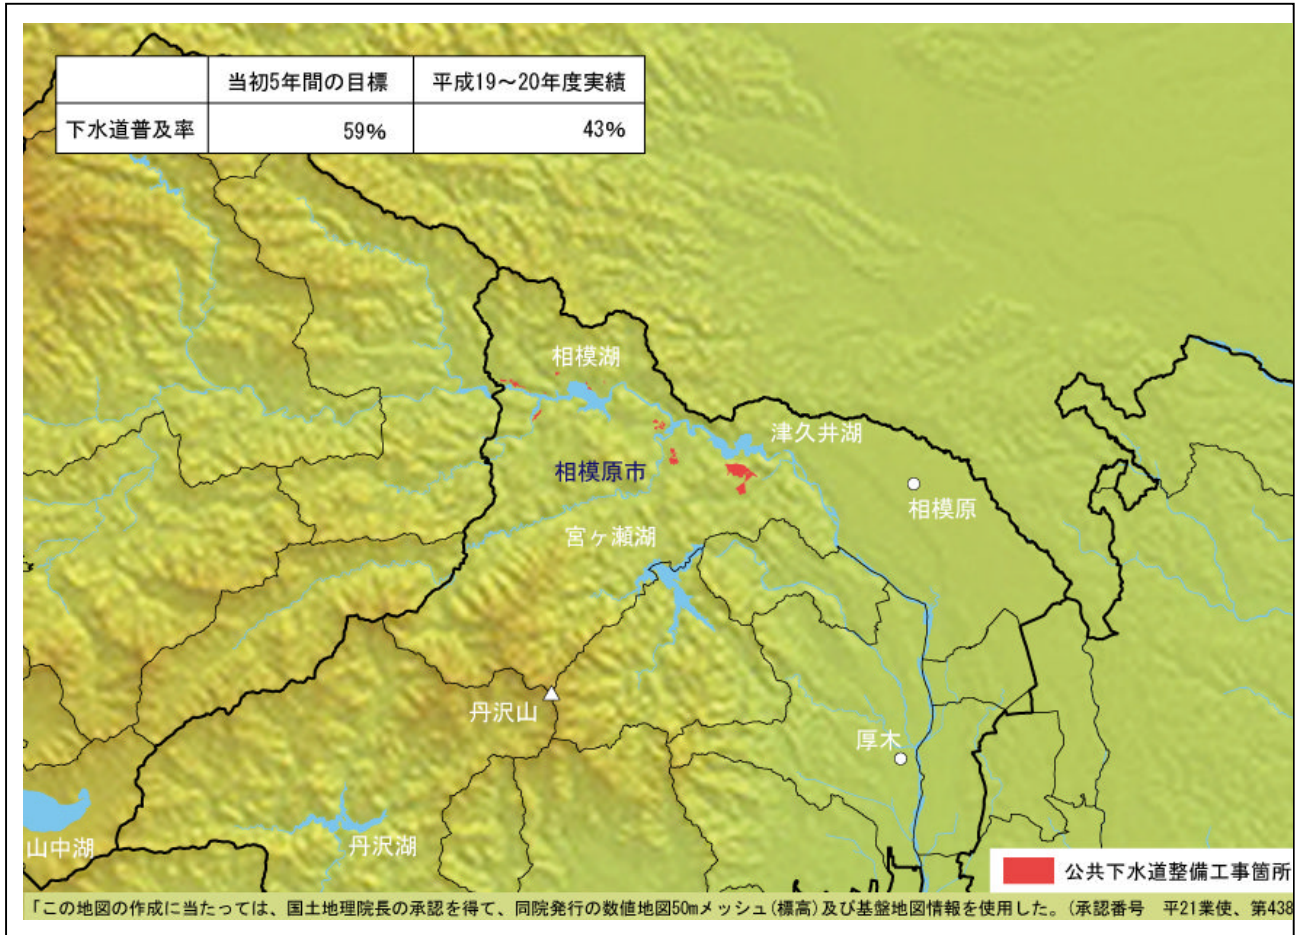 当初5年間の目標 平成19～20年度実績
下水道普及率 59% 43%
相模湖
津久井湖
相模原市
相模原
宮ヶ瀬湖
丹沢山
厚木
山中湖
丹沢湖
公共下水道整備工事箇所
「この地図の作成に当たっては、国土地理院長の承認を得て、同院発行の数値地図50mメッシュ(標高)及び基盤地図情報を使用した。(承認番号 平21業使、第438